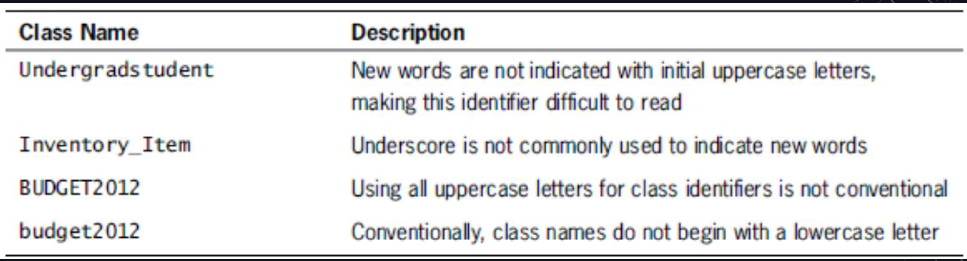 Class Name Description
Undergradstudent New words are not indicated with initial uppercase letters,
making this identifier difficult to read
Inventory_Item Underscore is not commonly used to indicate new words
BUDGET2012 Using all uppercase letters for class identifiers is not conventional
budget2012 Conventionally, class names do not begin with a lowercase letter